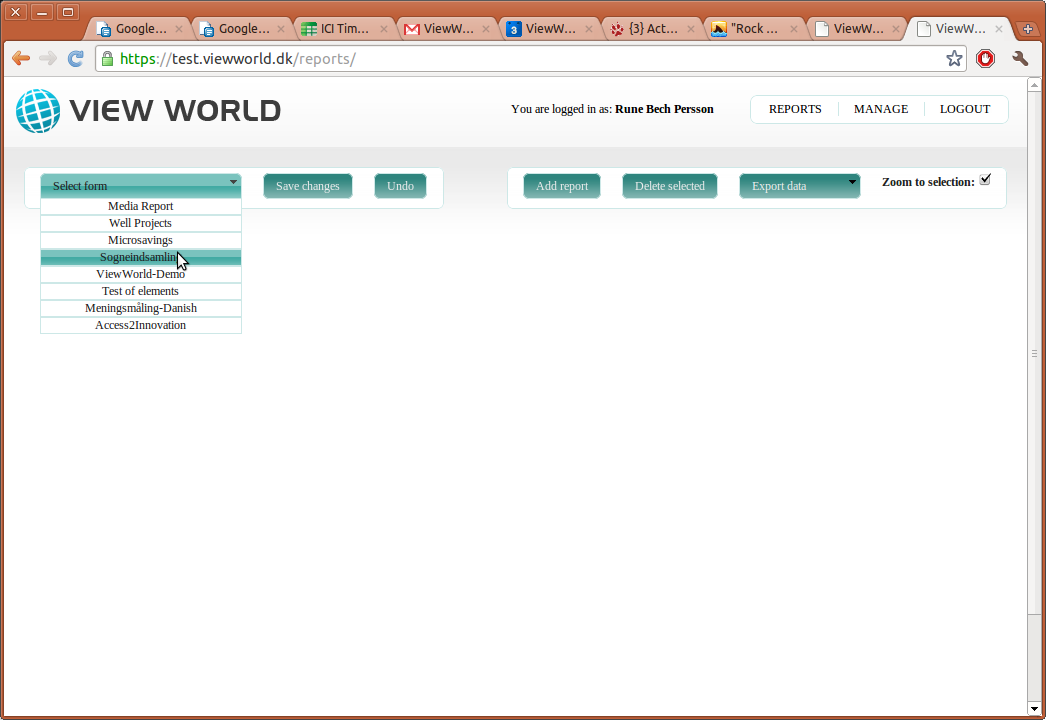 Google... Google... ICI Tim... ViewW... 3 ViewW... {3} Act... "Rock ... ViewW... ViewW...
https://test.viewworld.dk/reports/
VIEW WORLD
You are logged in as: Rune Bech Persson
REPORTS MANAGE LOGOUT
Select form Save changes Undo Add report Delete selected Export data Zoom to selection:
Media Report
Well Projects
Microsavings
ViewWorld-Demo
Test of elements
Meningsmåling-Danish
Access2Innovation